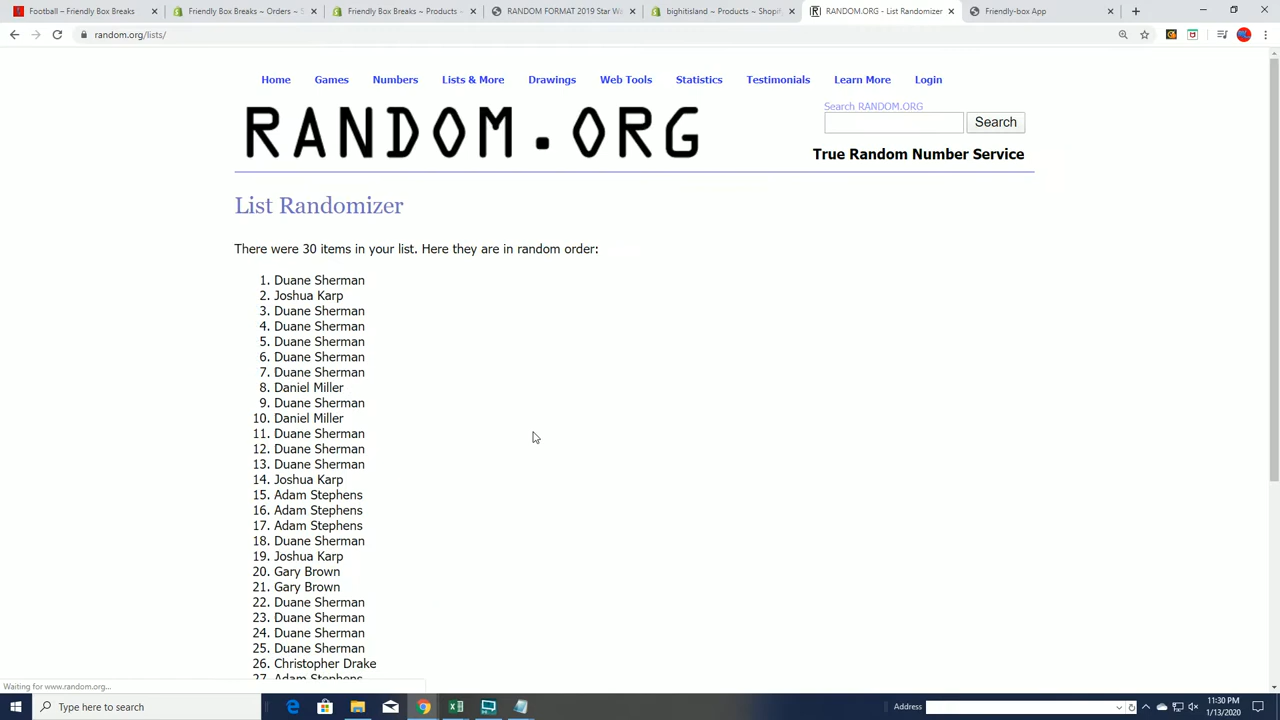 Football – Friendly Box Breaks
Friendly Box Breaks ~ Orders ~ S
Friendly Box Breaks ~ Products ~
RANDOM FORMAT 2019 Star Wa
bighitisland ~ Products ~ Shopif
RANDOM.ORG - List Randomizer
Friendly-box App
random.org/lists/
Home Games Numbers Lists & More Drawings Web Tools Statistics Testimonials Learn More Login
RANDOM.ORG
Search RANDOM.ORG
Search
True Random Number Service
List Randomizer
There were 30 items in your list. Here they are in random order:
1. Duane Sherman
2. Joshua Karp
3. Duane Sherman
4. Duane Sherman
5. Duane Sherman
6. Duane Sherman
7. Duane Sherman
8. Daniel Miller
9. Duane Sherman
10. Daniel Miller
11. Duane Sherman
12. Duane Sherman
13. Duane Sherman
14. Joshua Karp
15. Adam Stephens
16. Adam Stephens
17. Adam Stephens
18. Duane Sherman
19. Joshua Karp
20. Gary Brown
21. Gary Brown
22. Duane Sherman
23. Duane Sherman
24. Duane Sherman
25. Duane Sherman
26. Christopher Drake
27. Adam Stephens
Waiting for www.random.org...
Type here to search
Address
11:30 PM
1/13/2020